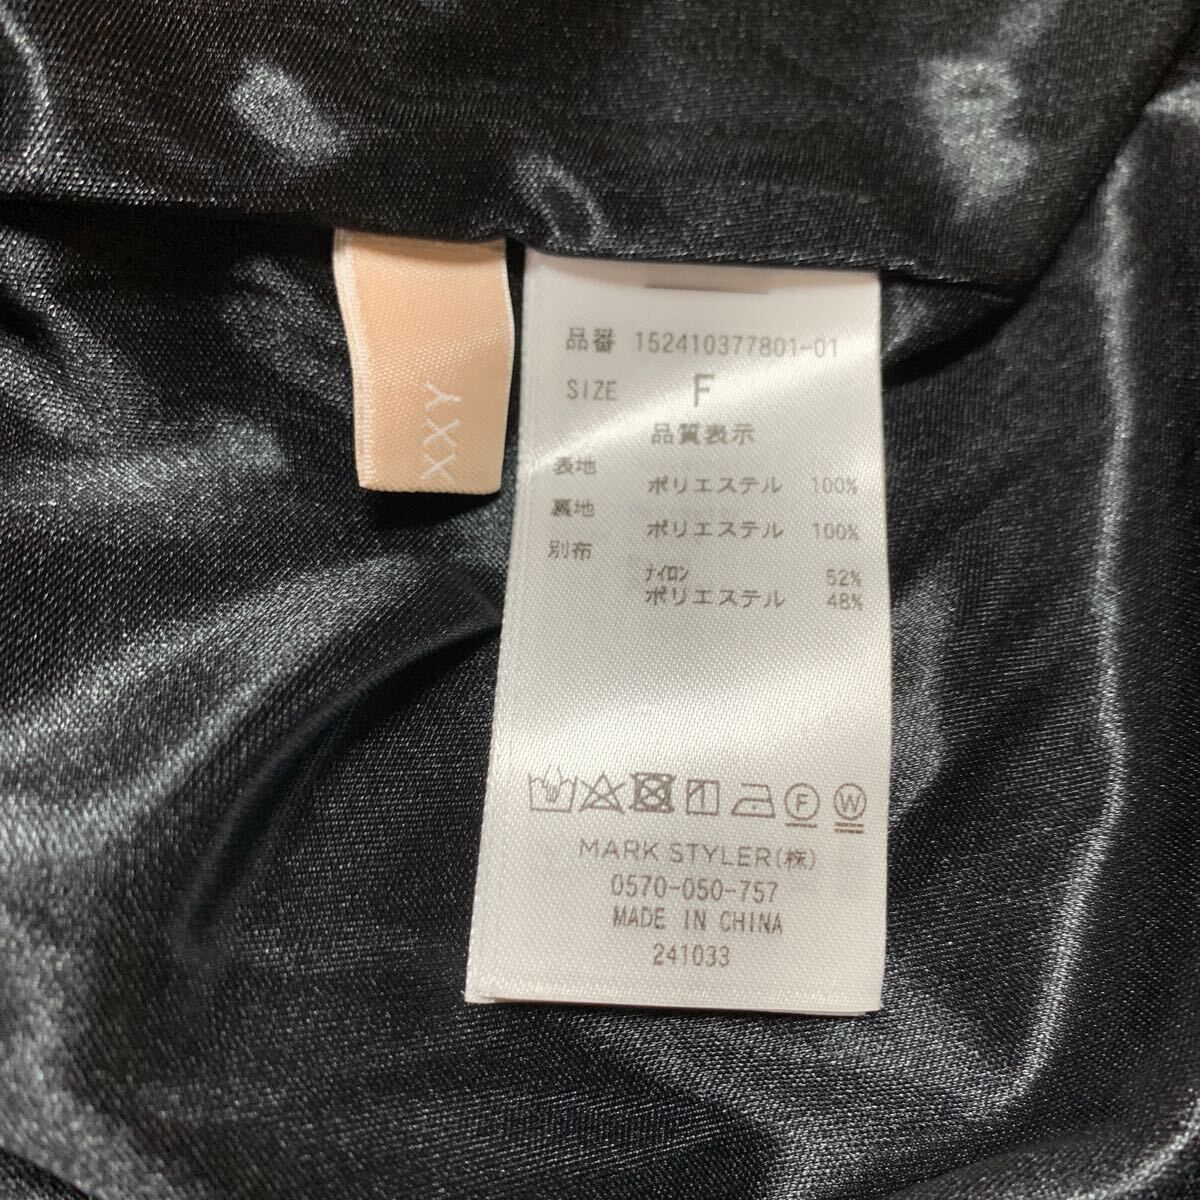 XXY
品番 152410377801-01
SIZE F
品質表示
表地
ポリエステル 100%
裏地
ポリエステル 100%
別布
ナイロン 52%
ポリエステル 48%
F W
MARK STYLER(株)
0570-050-757
MADE IN CHINA
241033